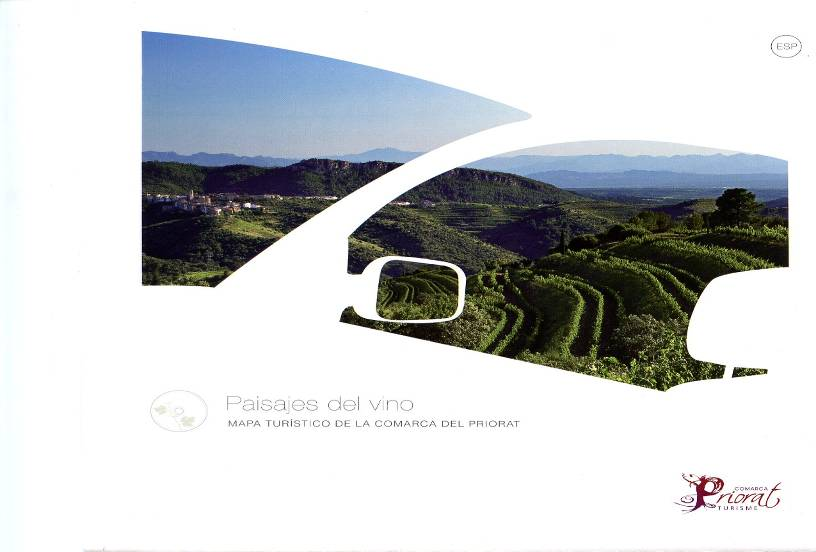 ESP
Paisajes del vino
MAPA TURÍSTICO DE LA COMARCA DEL PRIORAT
COMARCA
Priorat
TURISME